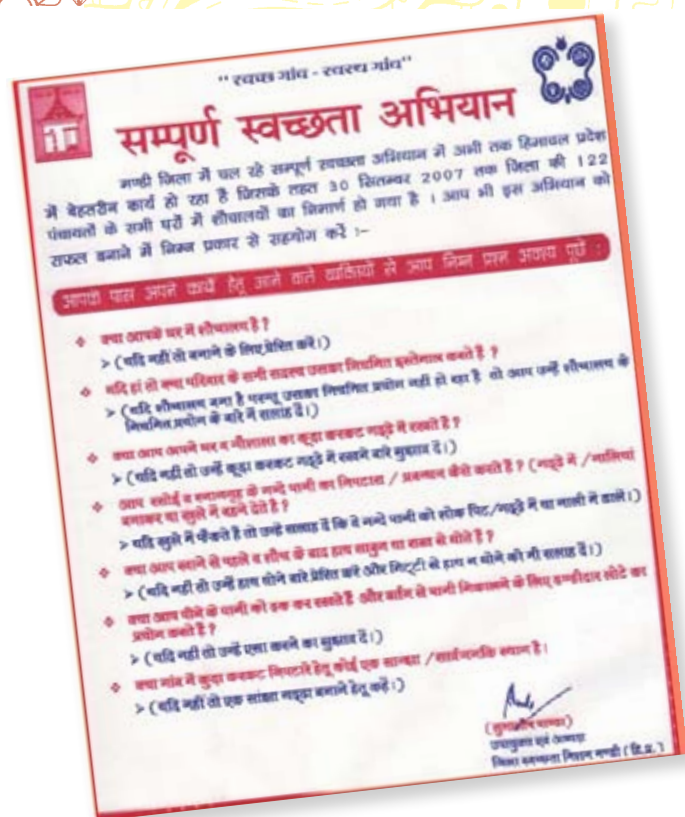 "स्वच्छ गांव - स्वस्थ गांव"
सम्पूर्ण स्वच्छता अभियान
मण्डी जिला में चल रहे सम्पूर्ण स्वच्छता अभियान में अभी तक हिमाचल प्रदेश
में बेहतरीन कार्य हो रहा है जिसके तहत 30 सितम्बर 2007 तक जिला की 122
पंचायतों के सभी घरों में शौचालयों का निमार्ण हो गया है । आप भी इस अभियान को
सफल बनाने में निम्न प्रकार से सहयोग करें :-
आपके पास अपने कार्य हेतू आने वाले व्यक्तियों से आप निम्न प्रश्न अवश्य पूछें :
❖ क्या आपके घर में शौचालय है ?
> (यदि नहीं तो बनाने के लिए प्रेरित करें।)
❖ यदि हां तो क्या परिवार के सभी सदस्य उसका नियमित इस्तेमाल करते हैं ?
> (यदि शौचालय बना है परन्तु उसका नियमित प्रयोग नहीं हो रहा है तो आप उन्हें शौचालय के
नियमित प्रयोग के बारे में सलाह दें।)
❖ क्या आप अपने घर व गौशाला का कूड़ा करकट गड्ढे में रखते है ?
> (यदि नहीं तो उन्हें कूड़ा करकट गड्ढे में रखने बारे सुझाव दें।)
❖ आप रसोई व स्नानगृह के गन्दे पानी का निपटारा / प्रबन्धन कैसे करते है ? (गड्ढे में /नालियां
बनाकर या खुले में बहने देते है ?
> यदि खुले में फैंकते है तो उन्हें सलाह दें कि वे गन्दे पानी को सोक पिट/गड्ढे में या नाली में डालें।)
❖ क्या आप खाने से पहले व शौच के बाद हाथ साबुन या राख से धोते है ?
> (यदि नहीं तो उन्हें हाथ धोने बारे प्रेरित करे और मिट्टी से हाथ न धोने की भी सलाह दें।)
❖ क्या आप पीने के पानी को ढक कर रखते हैं और बर्तन से पानी निकालने के लिए डण्डीदार लोटे का
प्रयोग करते है ?
> (यदि नहीं तो उन्हें एसा करने का सुझाव दें।)
❖ क्या गांव में कुड़ा करकट निपटारे हेतू कोई एक सान्झा /सार्वजनकि स्थान है।
> (यदि नहीं तो एक सांझा गड्ढा बनाने हेतू कहें।)
उपायुक्त एवं अध्यक्ष
जिला स्वच्छता मिशन मण्डी (हि.प्र.)